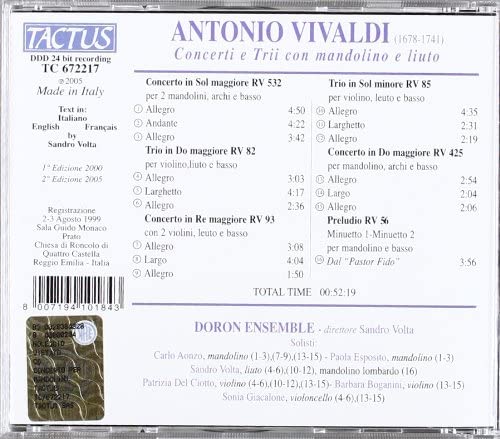 TACTUS
DDD 24 bit recording
TC 672217
℗ 2005
Made in Italy
Text in:
Italiano
English Français
by
Sandro Volta
1ª Edizione 2000
2ª Edizione 2005
Registrazione
2-3 Agosto 1999
Sala Guido Monaco
Prato
Chiesa di Roncolo di
Quattro Castella
Reggio Emilia - Italia
8 007194 101843
ANTONIO VIVALDI (1678-1741)
Concerti e Trii con mandolino e liuto
Concerto in Sol maggiore RV 532
per 2 mandolini, archi e basso
1 Allegro 4:50
2 Andante 4:22
3 Allegro 3:42
Trio in Do maggiore RV 82
per violino,liuto e basso
4 Allegro 3:03
5 Larghetto 4:17
6 Allegro 2:36
Concerto in Re maggiore RV 93
con 2 violini, leuto e basso
7 Allegro 3:08
8 Largo 4:04
9 Allegro 1:50
Trio in Sol minore RV 85
per violino, leuto e basso
10 Allegro 4:35
11 Larghetto 2:31
12 Allegro 2:19
Concerto in Do maggiore RV 425
per mandolino, archi e basso
13 Allegro 2:54
14 Largo 2:04
15 Allegro 2:06
Preludio RV 56
Minuetto 1-Minuetto 2
per mandolino e basso
16 Dal "Pastor Fido" 3:56
TOTAL TIME 00:52:19
DORON ENSEMBLE - direttore Sandro Volta
Solisti:
Carlo Aonzo, mandolino (1-3),(7-9),(13-15) - Paola Esposto, mandolino (1-3)
Sandro Volta, liuto (4-6),(10-12), mandolino lombardo (16)
Patrizia Del Ciotto, violino (4-6),(10-12),(13-15) - Barbara Boganini, violino (13-15)
Sonia Giacalone, violoncello (4-6),(13-15)
CD
CONCERTO PER
MANDOLINO
TACTUS
TC/672217
TACTUS SAS